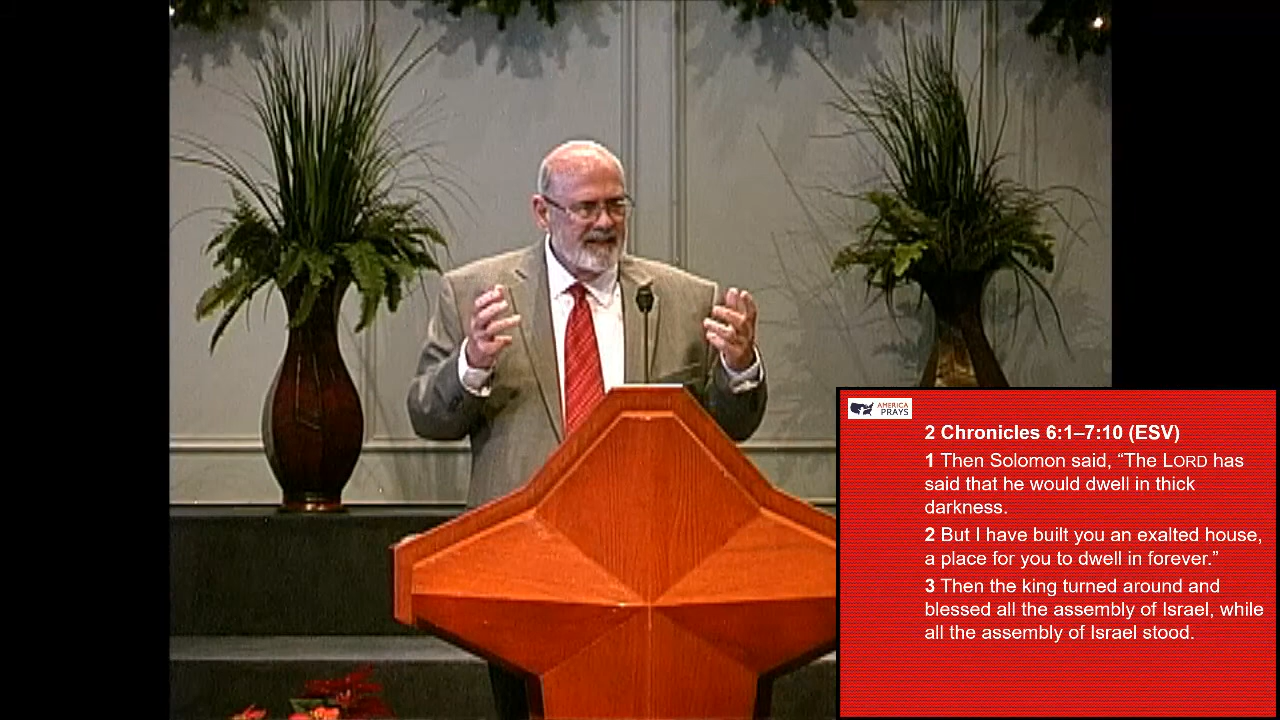 AMERICA
PRAYS
2 Chronicles 6:1–7:10 (ESV)
1 Then Solomon said, “The LORD has
said that he would dwell in thick
darkness.
2 But I have built you an exalted house,
a place for you to dwell in forever.”
3 Then the king turned around and
blessed all the assembly of Israel, while
all the assembly of Israel stood.